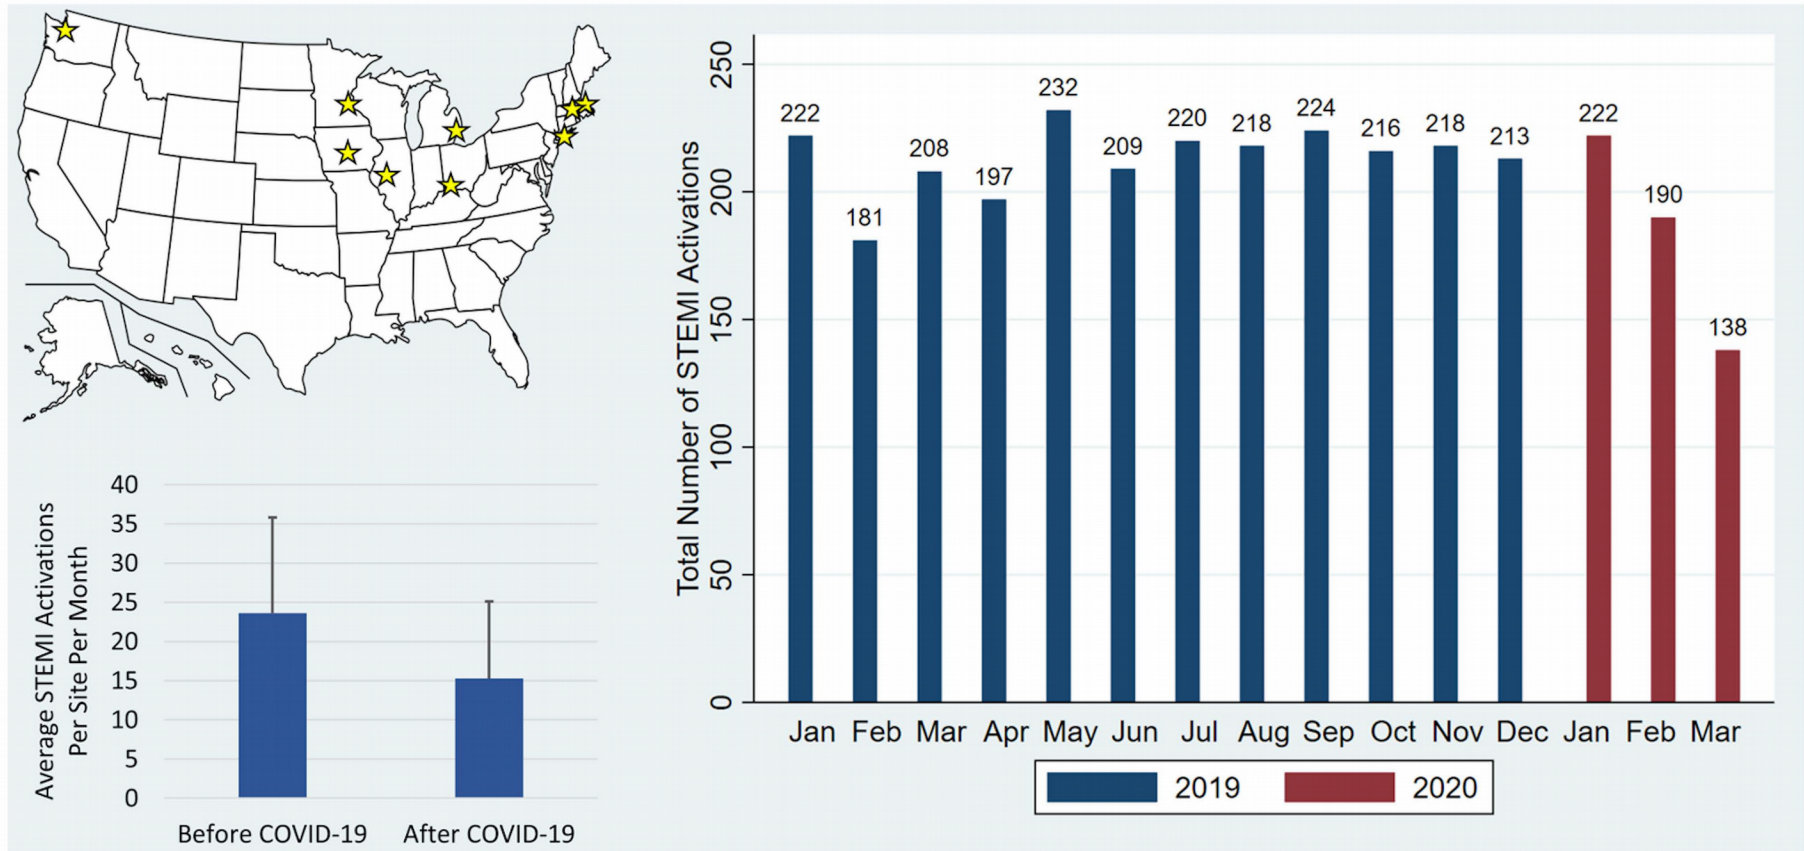 40
35
30
25
20
15
10
5
0
Average STEMI Activations
Per Site Per Month
Before COVID-19 After COVID-19
Total Number of STEMI Activations
250
200
150
100
50
0
222 181 208 197 232 209 220 218 224 216 218 213 222 190 138
Jan Feb Mar Apr May Jun Jul Aug Sep Oct Nov Dec Jan Feb Mar
2019 2020